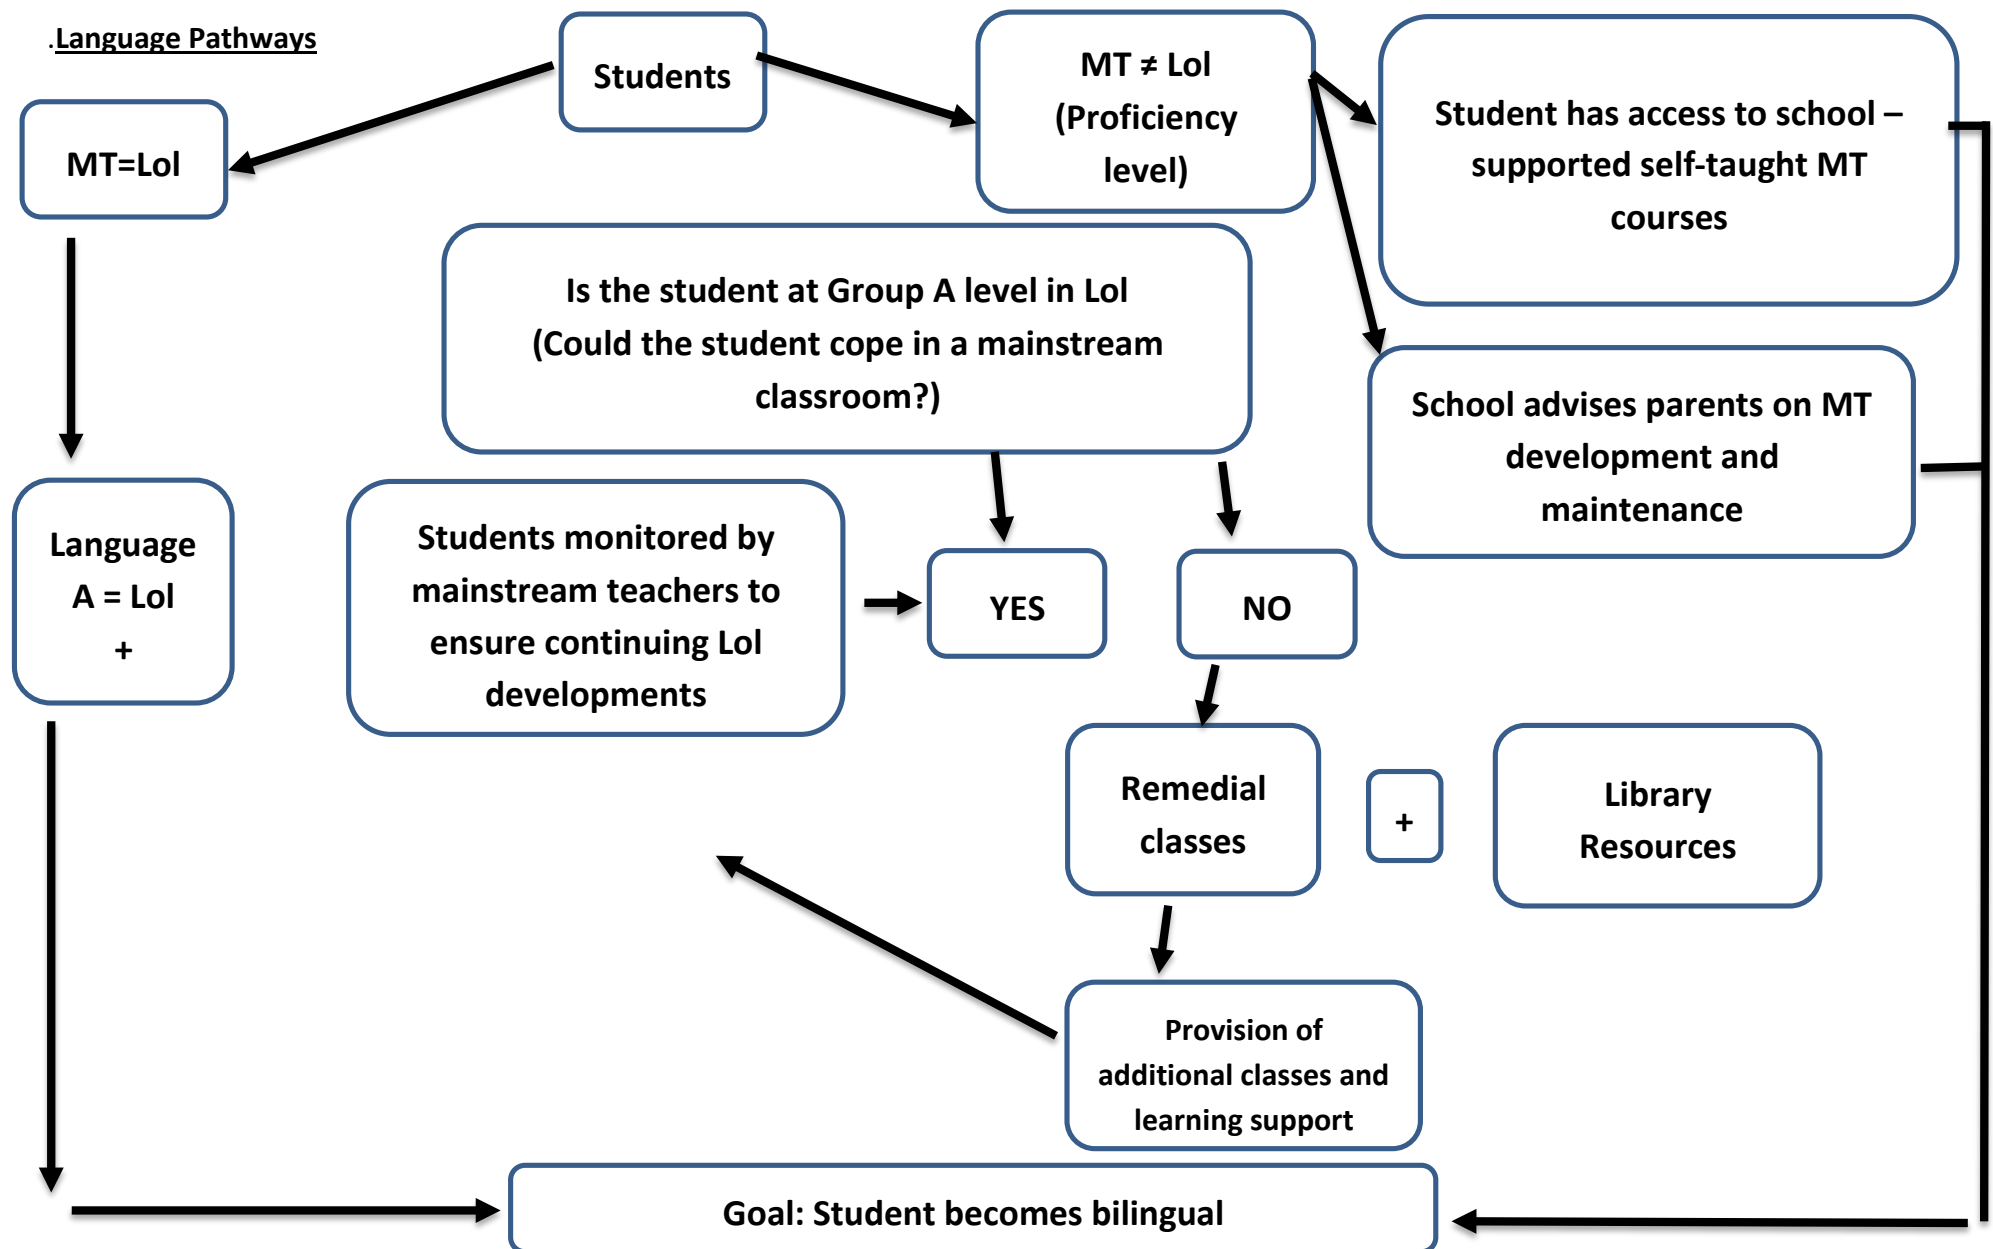 .Language Pathways
Students
MT ≠ LoI
(Proficiency
level)
Student has access to school –
supported self-taught MT
courses
MT=LoI
Is the student at Group A level in LoI
(Could the student cope in a mainstream
classroom?)
School advises parents on MT
development and
maintenance
Language
A = LoI
+
Students monitored by
mainstream teachers to
ensure continuing LoI
developments
YES
NO
Remedial
classes
+
Library
Resources
Provision of
additional classes and
learning support
Goal: Student becomes bilingual